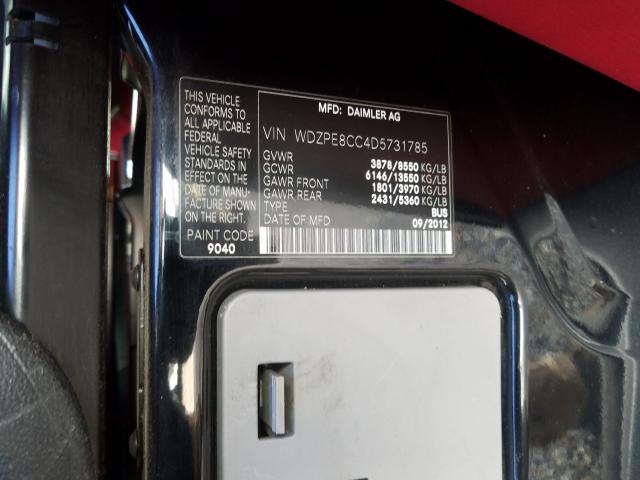 THIS VEHICLE
CONFORMS TO
ALL APPLICABLE
FEDERAL
VEHICLE SAFETY
STANDARDS IN
EFFECT ON THE
DATE OF MANU-
FACTURE SHOWN
ON THE RIGHT.
PAINT CODE
9040
MFD: DAIMLER AG
VIN WDZPE8CC4D5731785
GVWR 3878/8550 KG/LB
GCWR 6146/13550 KG/LB
GAWR FRONT 1801/3970 KG/LB
GAWR REAR 2431/5360 KG/LB
TYPE BUS
DATE OF MFD 09/2012